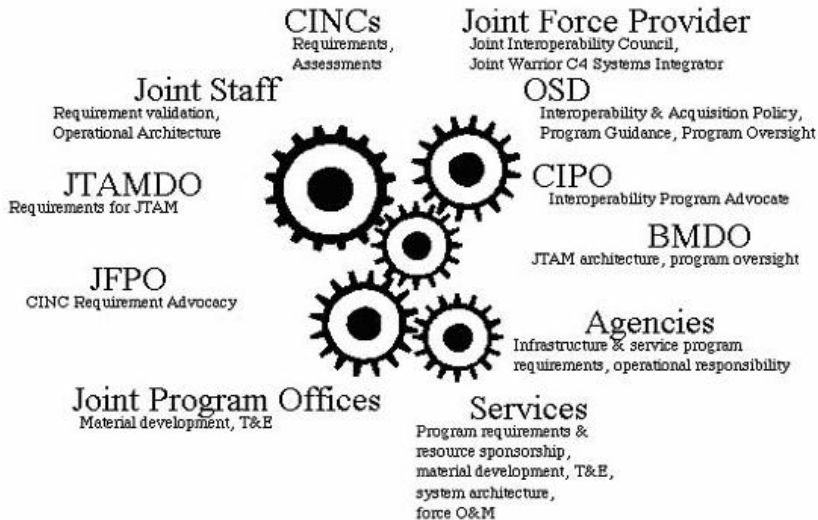 CINCs
Requirements,
Assessments
Joint Force Provider
Joint Interoperability Council,
Joint Warrior C4 Systems Integrator
Joint Staff
Requirement validation,
Operational Architecture
OSD
Interoperability & Acquisition Policy,
Program Guidance, Program Oversight
JTAMDO
Requirements for JTAM
CIPO
Interoperability Program Advocate
BMDO
JTAM architecture, program oversight
JFPO
CINC Requirement Advocacy
Agencies
Infrastructure & service program
requirements, operational responsibility
Joint Program Offices
Material development, T&E
Services
Program requirements &
resource sponsorship,
material development, T&E,
system architecture,
force O&M